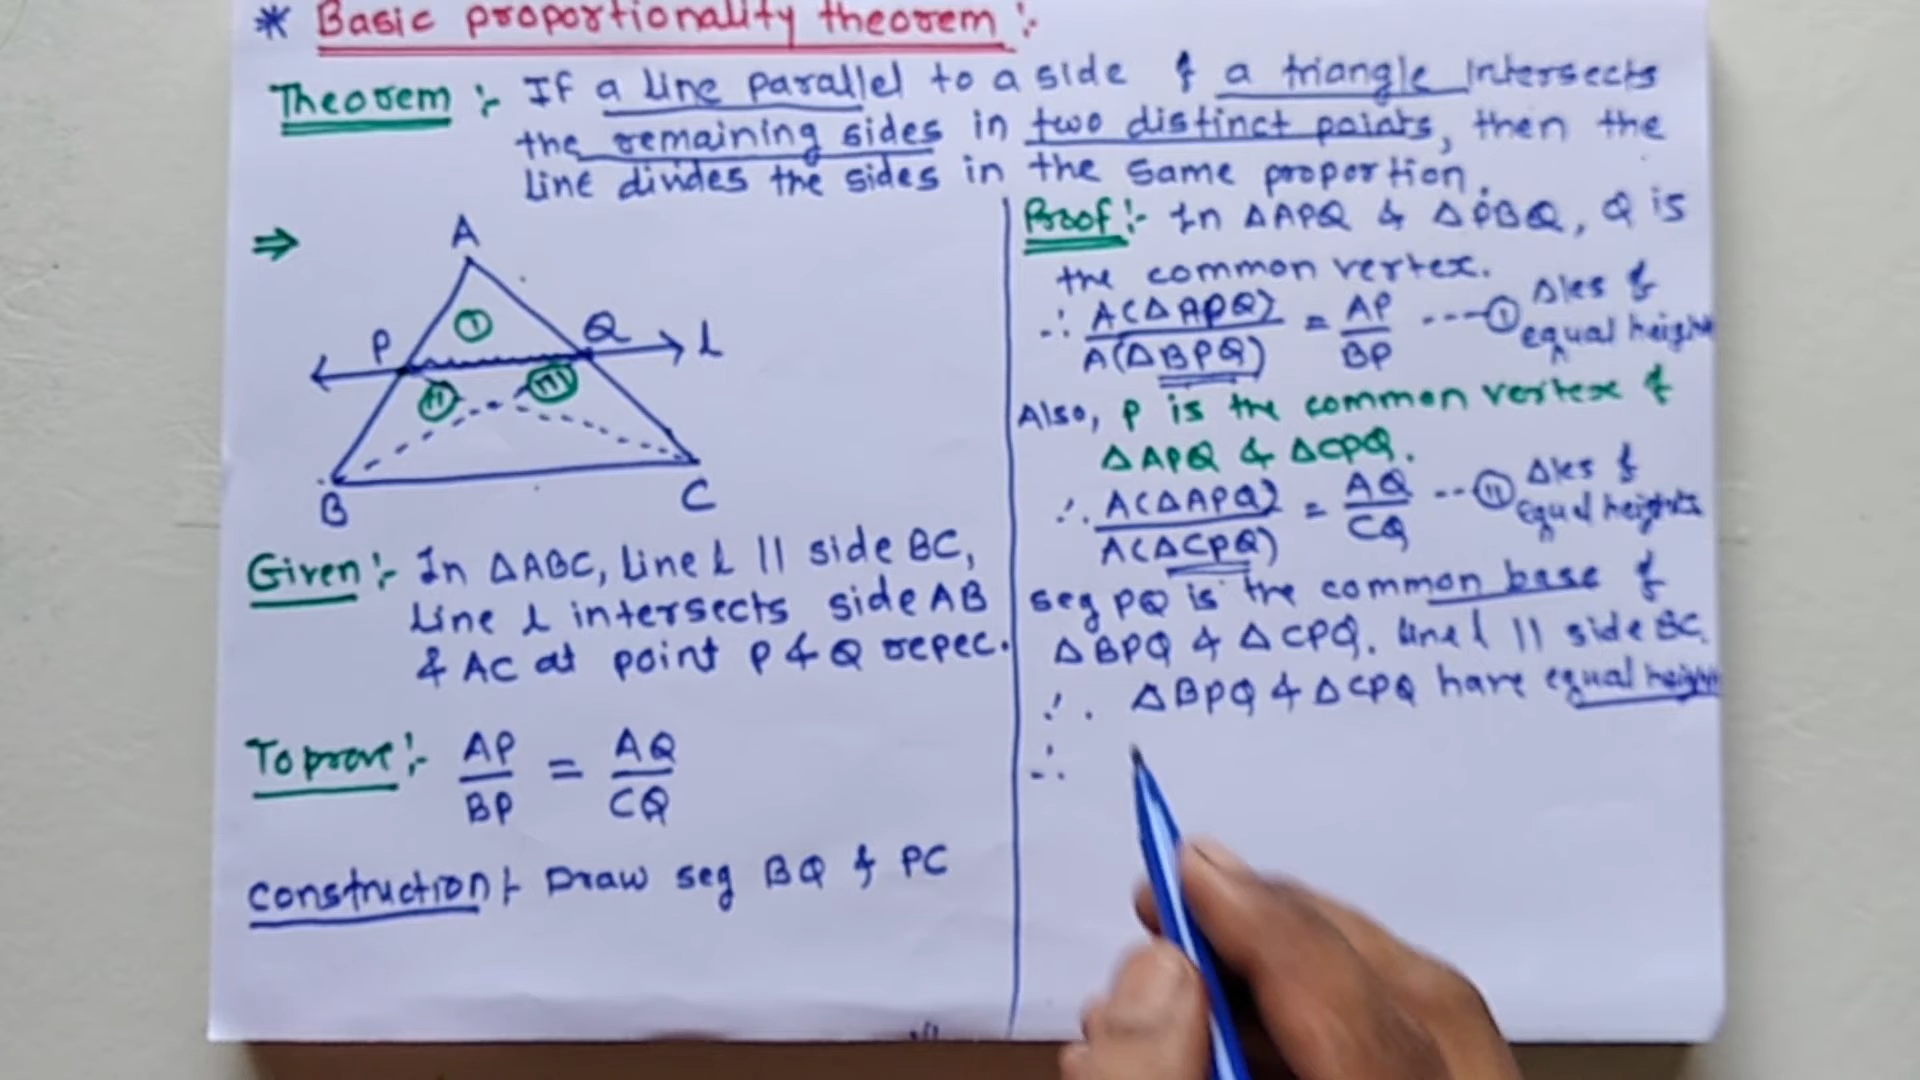 * Basic proportionality theorem :-
Theorem :- If a line parallel to a side of a triangle intersects
the remaining sides in two distinct points, then the
line divides the sides in the same proportion.
⇒
A
P
Q
l
I
II
III
B
C
Given :- In △ABC, line l || side BC,
line l intersects side AB
& AC at point P & Q repec.
To prove :- AP/BP = AQ/CQ
Construction :- Draw seg BQ & PC
Proof :- In △APQ & △PBQ, Q is
the common vertex.
∴ A(△APQ)/A(△BPQ) = AP/BP ---- I △les of equal height
Also, P is the common vertex of
△APQ & △CPQ.
∴ A(△APQ)/A(△CPQ) = AQ/CQ --- II △les of equal heights
seg PQ is the common base of
△BPQ & △CPQ. line l || side BC.
∴ △BPQ & △CPQ have equal height
∴